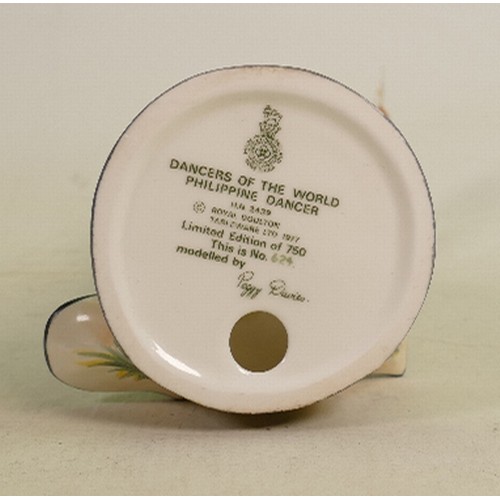 DANCERS OF THE WORLD
PHILIPPINE DANCER
H.N. 2439
© ROYAL DOULTON
TABLEWARE LTD 1977
Limited Edition of 750
This is No. 624.
modelled by
Peggy Davies.